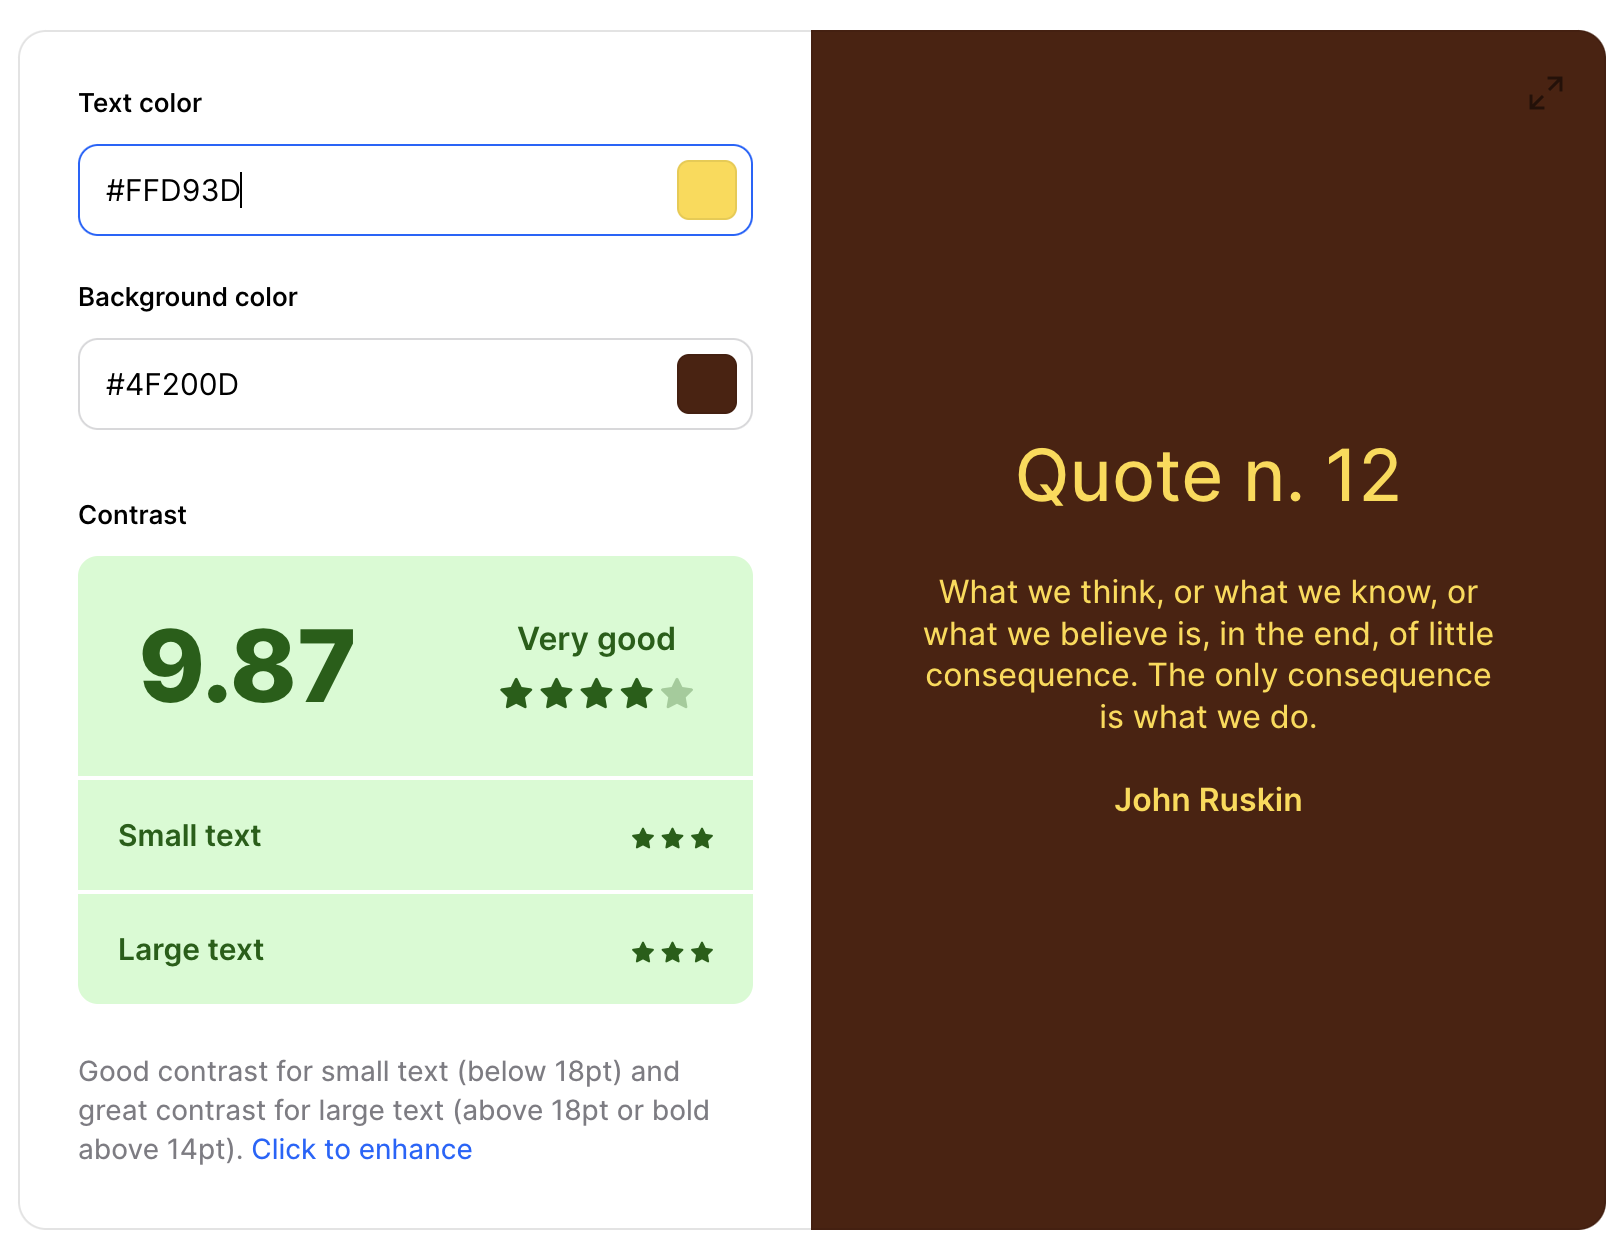 Text color
#FFD93D
Background color
#4F200D
Contrast
9.87
Very good
Small text
Large text
Good contrast for small text (below 18pt) and
great contrast for large text (above 18pt or bold
above 14pt). Click to enhance
Quote n. 12
What we think, or what we know, or
what we believe is, in the end, of little
consequence. The only consequence
is what we do.
John Ruskin